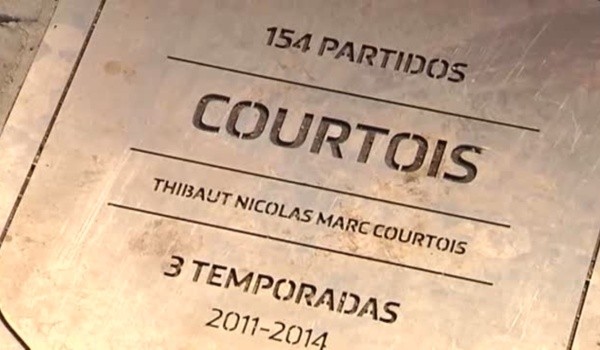 154 PARTIDOS
COURTOIS
THIBAUT NICOLAS MARC COURTOIS
3 TEMPORADAS
2011-2014